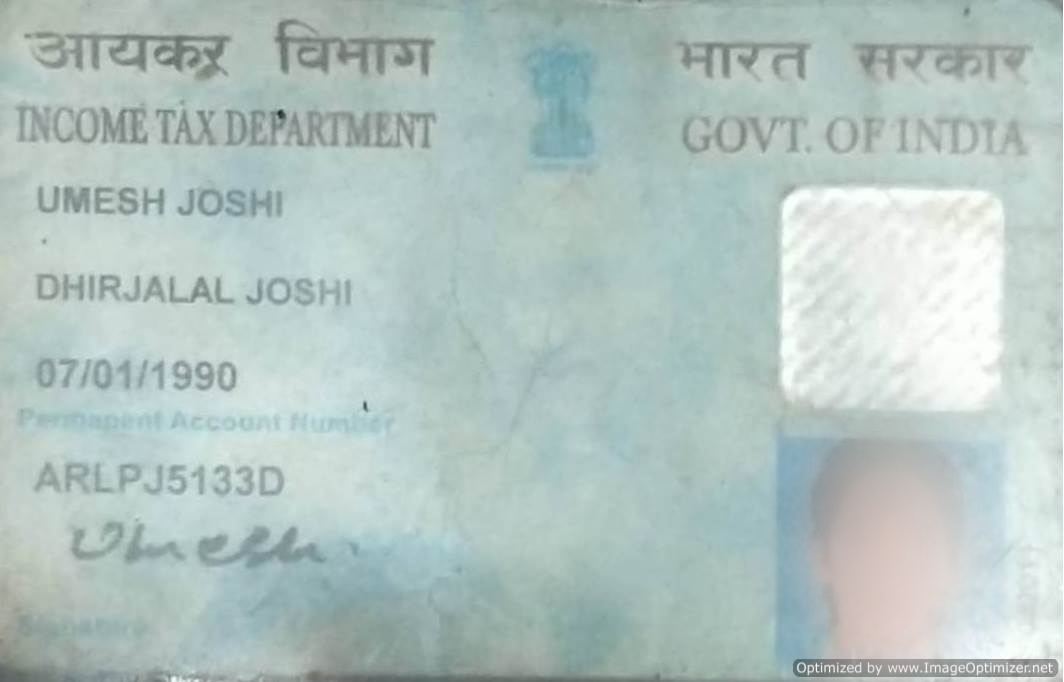 आयकर विभाग
भारत सरकार
INCOME TAX DEPARTMENT
GOVT. OF INDIA
UMESH JOSHI
DHIRJALAL JOSHI
07/01/1990
Permanent Account Number
ARLPJ5133D
Umesh
Signature
Optimized by www.ImageOptimizer.net